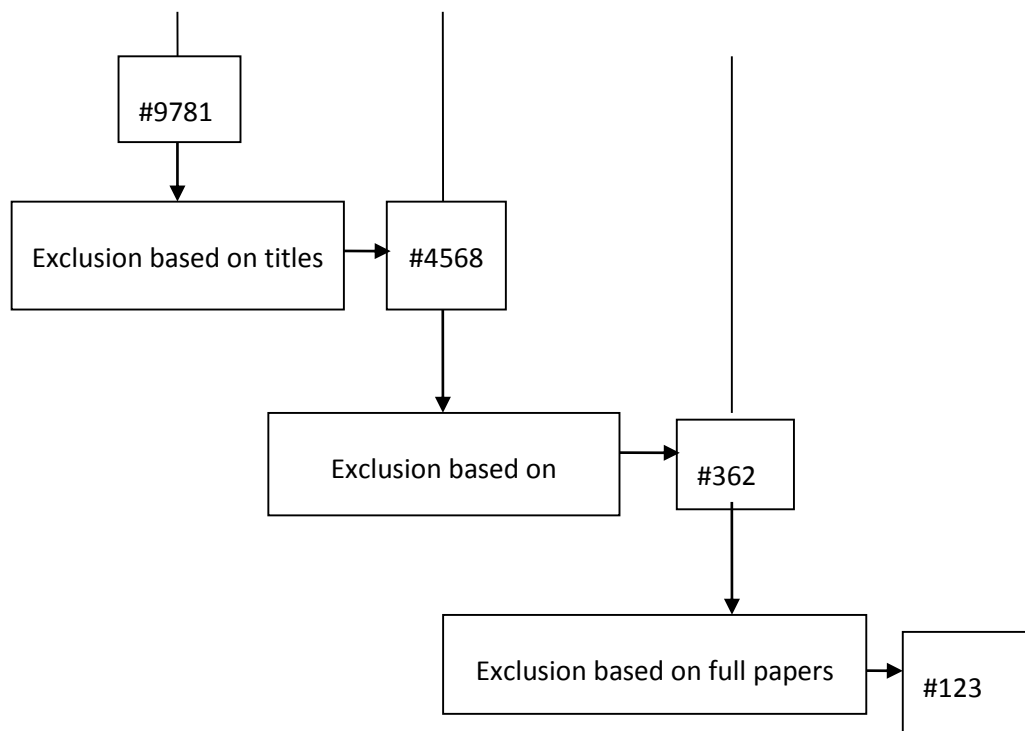 #9781
Exclusion based on titles
#4568
Exclusion based on
#362
Exclusion based on full papers
#123